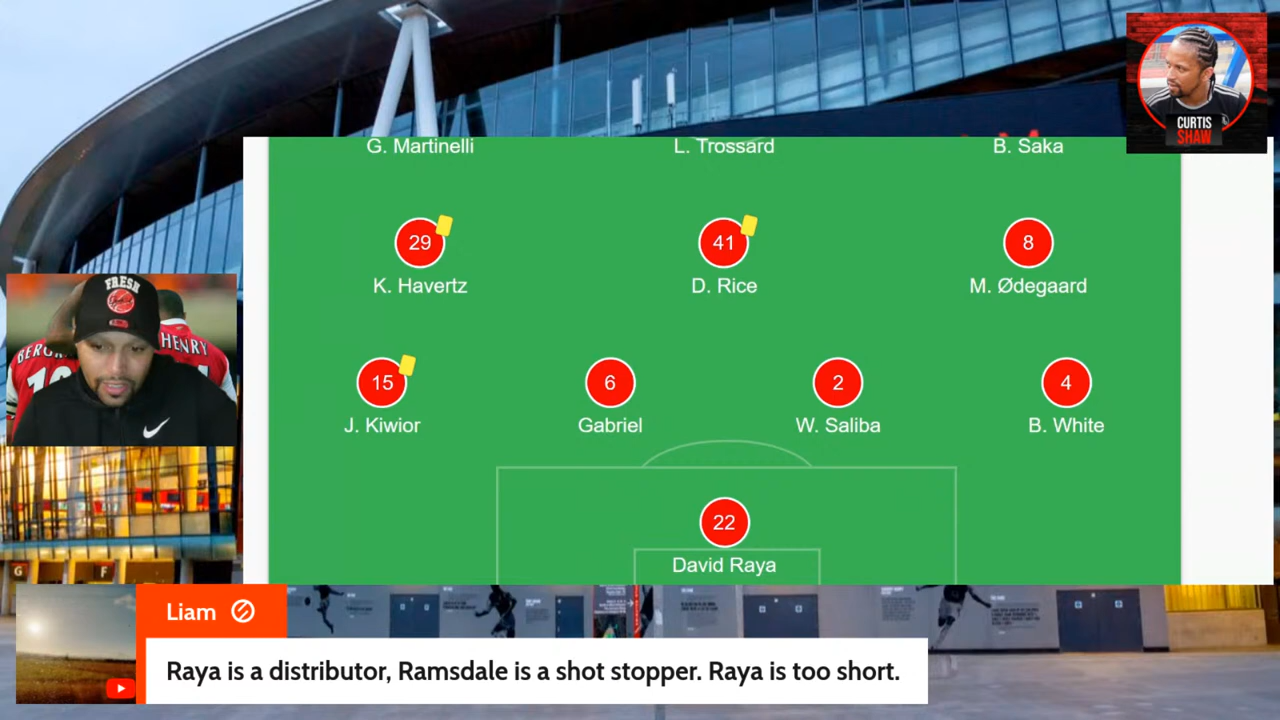 CURTIS
SHAW
G. Martinelli
L. Trossard
B. Saka
29
41
8
K. Havertz
D. Rice
M. Ødegaard
FRESH
HENRY
15
6
2
4
J. Kiwior
Gabriel
W. Saliba
B. White
22
David Raya
G
F
Liam
Raya is a distributor, Ramsdale is a shot stopper. Raya is too short.